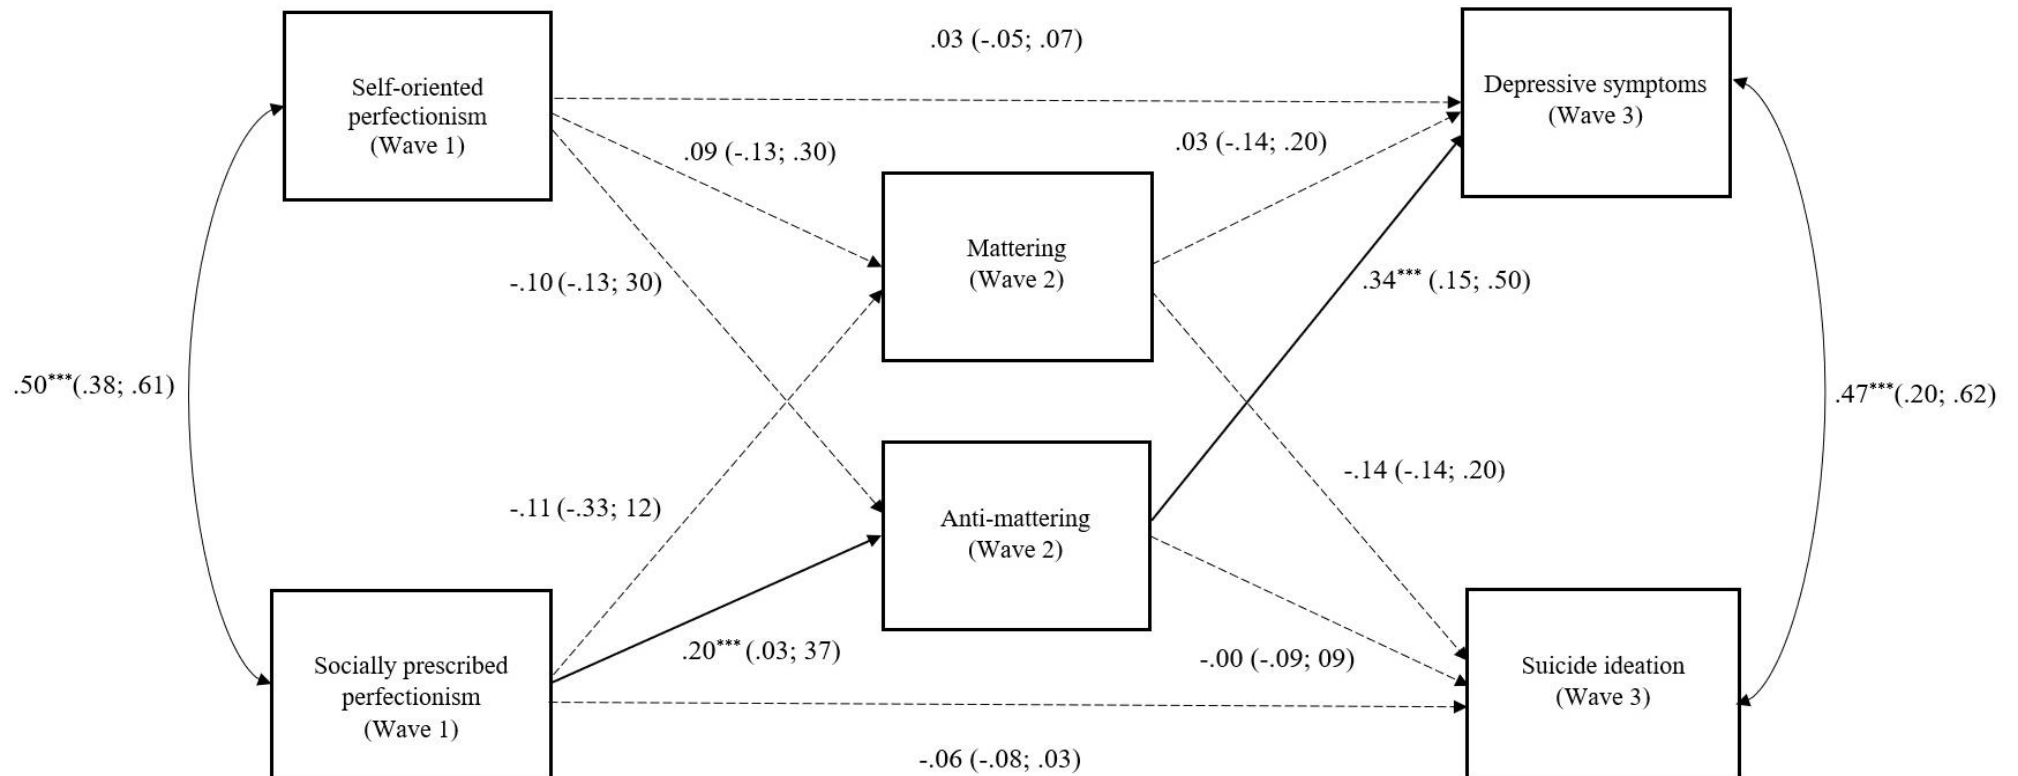 .03 (-.05; .07)
Self-oriented
perfectionism
(Wave 1)
Depressive symptoms
(Wave 3)
.09 (-.13; .30)
.03 (-.14; .20)
Mattering
(Wave 2)
-.10 (-.13; 30)
.34*** (.15; .50)
.50***(.38; .61)
.47***(.20; .62)
-.14 (-.14; .20)
-.11 (-.33; 12)
Anti-mattering
(Wave 2)
.20*** (.03; 37)
-.00 (-.09; 09)
Socially prescribed
perfectionism
(Wave 1)
Suicide ideation
(Wave 3)
-.06 (-.08; .03)